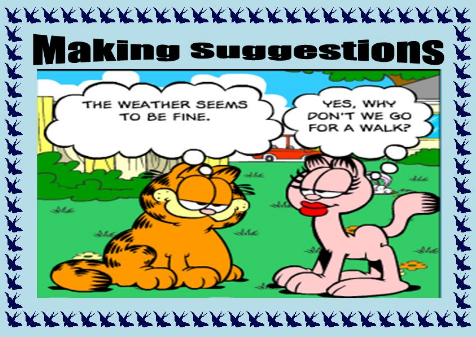 Making Suggestions
THE WEATHER SEEMS
TO BE FINE.
YES, WHY
DON'T WE GO
FOR A WALK?